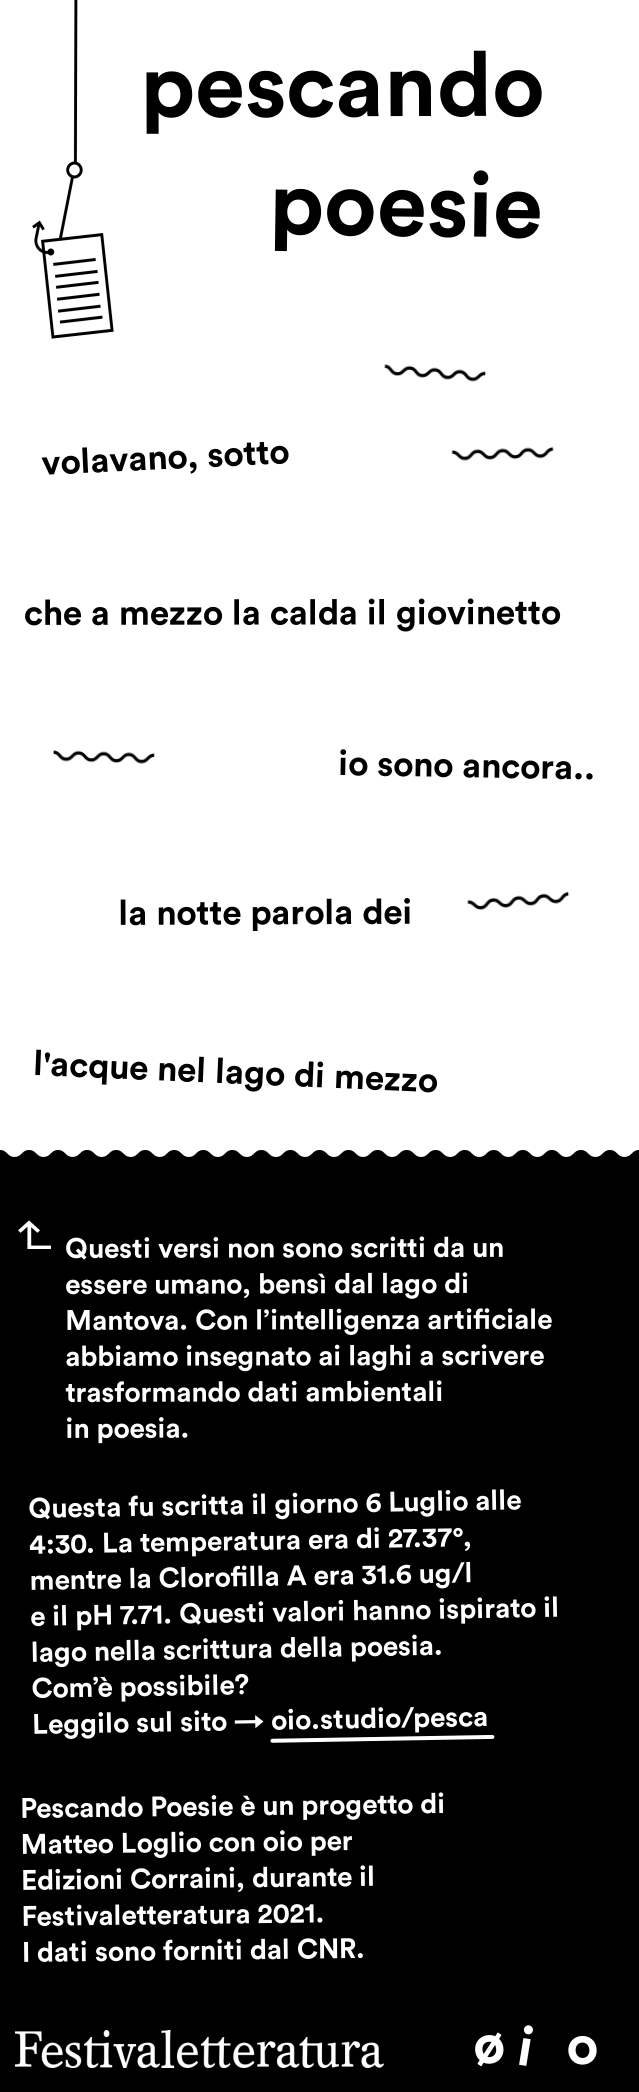 pescando
poesie
volavano, sotto
che a mezzo la calda il giovinetto
io sono ancora..
la notte parola dei
l'acque nel lago di mezzo
Questi versi non sono scritti da un
essere umano, bensì dal lago di
Mantova. Con l’intelligenza artificiale
abbiamo insegnato ai laghi a scrivere
trasformando dati ambientali
in poesia.
Questa fu scritta il giorno 6 Luglio alle
4:30. La temperatura era di 27.37°,
mentre la Clorofilla A era 31.6 ug/l
e il pH 7.71. Questi valori hanno ispirato il
lago nella scrittura della poesia.
Com’è possibile?
Leggilo sul sito → oio.studio/pesca
Pescando Poesie è un progetto di
Matteo Loglio con oio per
Edizioni Corraini, durante il
Festivaletteratura 2021.
I dati sono forniti dal CNR.
Festivaletteratura øi o